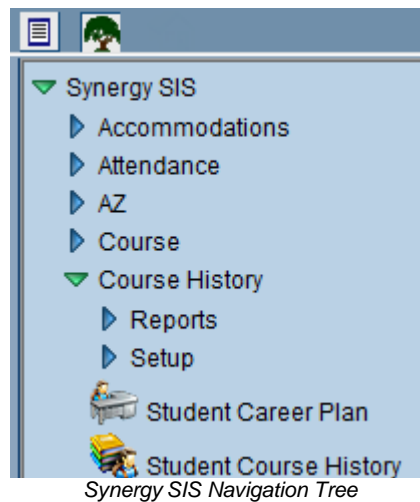 Synergy SIS
Accommodations
Attendance
AZ
Course
Course History
Reports
Setup
Student Career Plan
Student Course History
Synergy SIS Navigation Tree